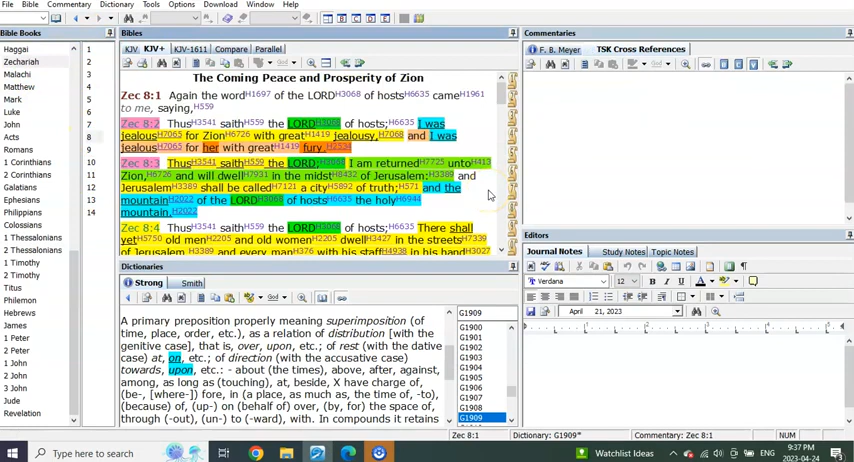 File Bible Commentary Dictionary Tools Options Download Window Help
Bible Books
Haggai
Zechariah
Malachi
Matthew
Mark
Luke
John
Acts
Romans
1 Corinthians
2 Corinthians
Galatians
Ephesians
Philippians
Colossians
1 Thessalonians
2 Thessalonians
1 Timothy
2 Timothy
Titus
Philemon
Hebrews
James
1 Peter
2 Peter
1 John
2 John
3 John
Jude
Revelation
1
2
3
4
5
6
7
8
9
10
11
12
13
14
Bibles
KJV KJV+ KJV-1611 Compare Parallel
The Coming Peace and Prosperity of Zion
Zec 8:1 Again the wordH1697 of the LORDH3068 of hostsH6635 cameH1961
to me, saying,H559
Zec 8:2 ThusH3541 saithH559 the LORDH3068 of hosts;H6635 I was
jealousH7065 for ZionH6726 with greatH1419 jealousy,H7068 and I was
jealousH7065 for her with greatH1419 fury.H2534
Zec 8:3 ThusH3541 saithH559 the LORD;H3068 I am returnedH7725 untoH413
Zion,H6726 and will dwellH7931 in the midstH8432 of Jerusalem:H3389 and
JerusalemH3389 shall be calledH7121 a cityH5892 of truth;H571 and the
mountainH2022 of the LORDH3068 of hostsH6635 the holyH6944
mountain.H2022
Zec 8:4 ThusH3541 saithH559 the LORDH3068 of hosts;H6635 There shall
yetH5750 old menH2205 and old womenH2205 dwellH3427 in the streetsH7339
of JerusalemH3389 and every manH376 with his staffH4938 in his handH3027
Dictionaries
Strong Smith
A primary preposition properly meaning superimposition (of
time, place, order, etc.), as a relation of distribution [with the
genitive case], that is, over, upon, etc.; of rest (with the dative
case) at, on, etc.; of direction (with the accusative case)
towards, upon, etc.: - about (the times), above, after, against,
among, as long as (touching), at, beside, X have charge of,
(be-, [where-]) fore, in (a place, as much as, the time of, -to),
(because) of, (up-) on (behalf of) over, (by, for) the space of,
through (-out), (un-) to (-ward), with. In compounds it retains
G1909
G1900
G1901
G1902
G1903
G1904
G1905
G1906
G1907
G1908
G1909
Commentaries
F. B. Meyer TSK Cross References
Editors
Journal Notes Study Notes Topic Notes
Verdana 12 B I U A
April 21, 2023
Zec 8:1 Dictionary: G1909* Commentary: Zec 8:1 NUM
Type here to search
Watchlist Ideas
ENG
9:37 PM
2023-04-24